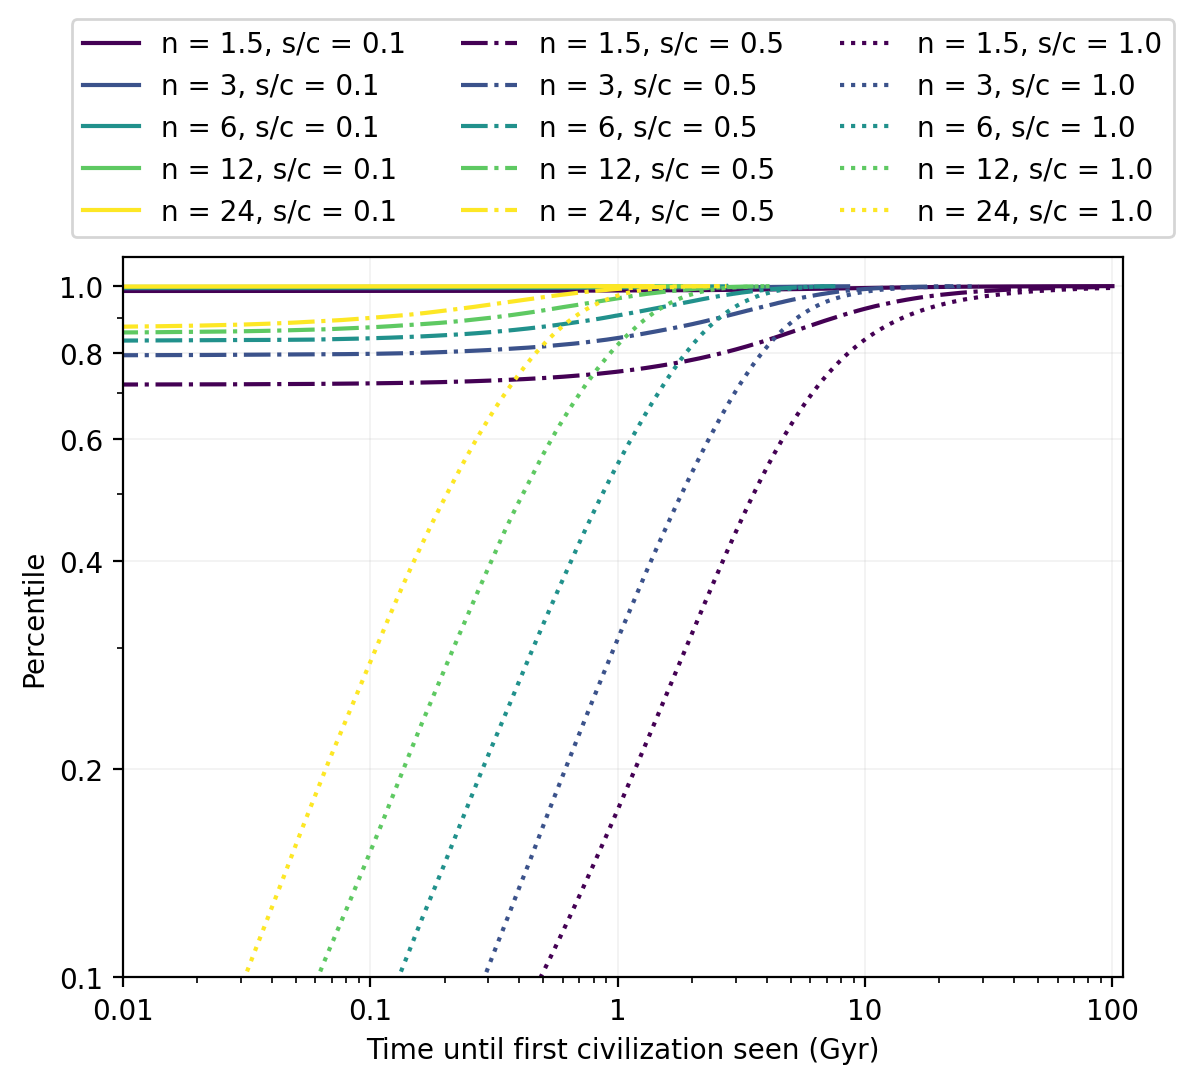 n = 1.5, s/c = 0.1 n = 1.5, s/c = 0.5 n = 1.5, s/c = 1.0
n = 3, s/c = 0.1 n = 3, s/c = 0.5 n = 3, s/c = 1.0
n = 6, s/c = 0.1 n = 6, s/c = 0.5 n = 6, s/c = 1.0
n = 12, s/c = 0.1 n = 12, s/c = 0.5 n = 12, s/c = 1.0
n = 24, s/c = 0.1 n = 24, s/c = 0.5 n = 24, s/c = 1.0
1.0
0.8
0.6
0.4
0.2
0.1
Percentile
0.01 0.1 1 10 100
Time until first civilization seen (Gyr)